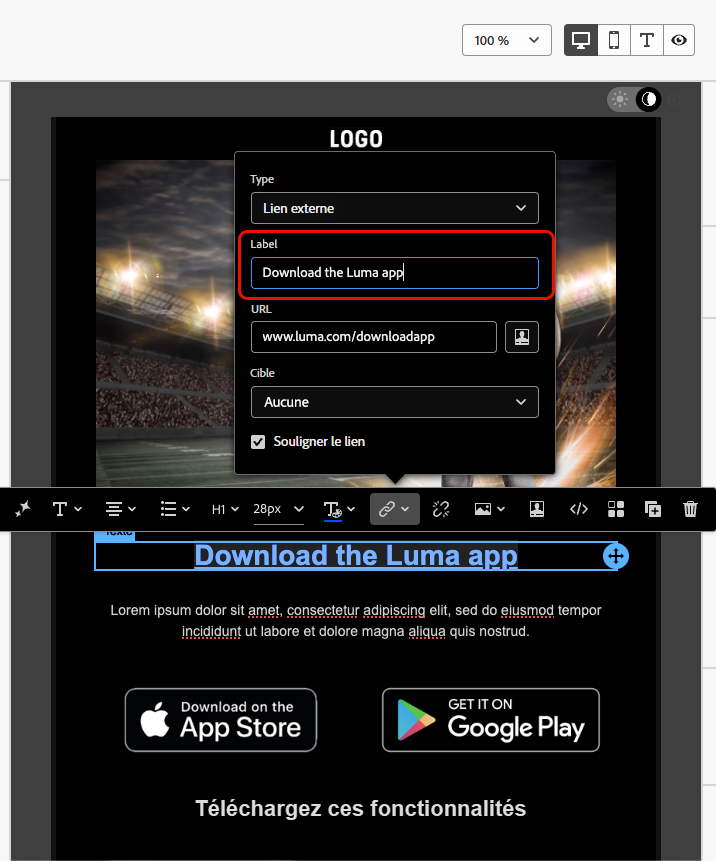 100 %
LOGO
Type
Lien externe
Label
Download the Luma app
URL
www.luma.com/downloadapp
Cible
Aucune
Souligner le lien
T H1 28px T </>
Texte
Download the Luma app
Lorem ipsum dolor sit amet, consectetur adipiscing elit, sed do eiusmod tempor
incididunt ut labore et dolore magna aliqua quis nostrud.
Download on the
App Store
GET IT ON
Google Play
Téléchargez ces fonctionnalités